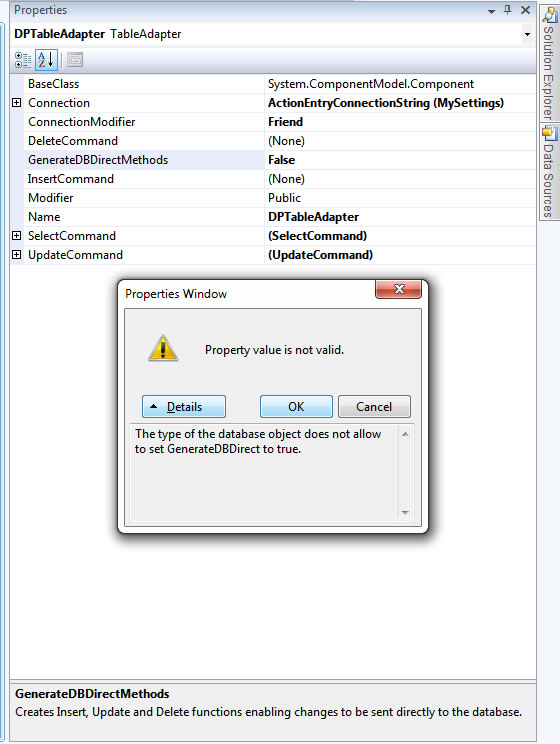 Properties
DPTableAdapter TableAdapter
BaseClass System.ComponentModel.Component
Connection ActionEntryConnectionString (MySettings)
ConnectionModifier Friend
DeleteCommand (None)
GenerateDBDirectMethods False
InsertCommand (None)
Modifier Public
Name DPTableAdapter
SelectCommand (SelectCommand)
UpdateCommand (UpdateCommand)
Properties Window
Property value is not valid.
Details OK Cancel
The type of the database object does not allow
to set GenerateDBDirect to true.
GenerateDBDirectMethods
Creates Insert, Update and Delete functions enabling changes to be sent directly to the database.
Solution Explorer
Data Sources